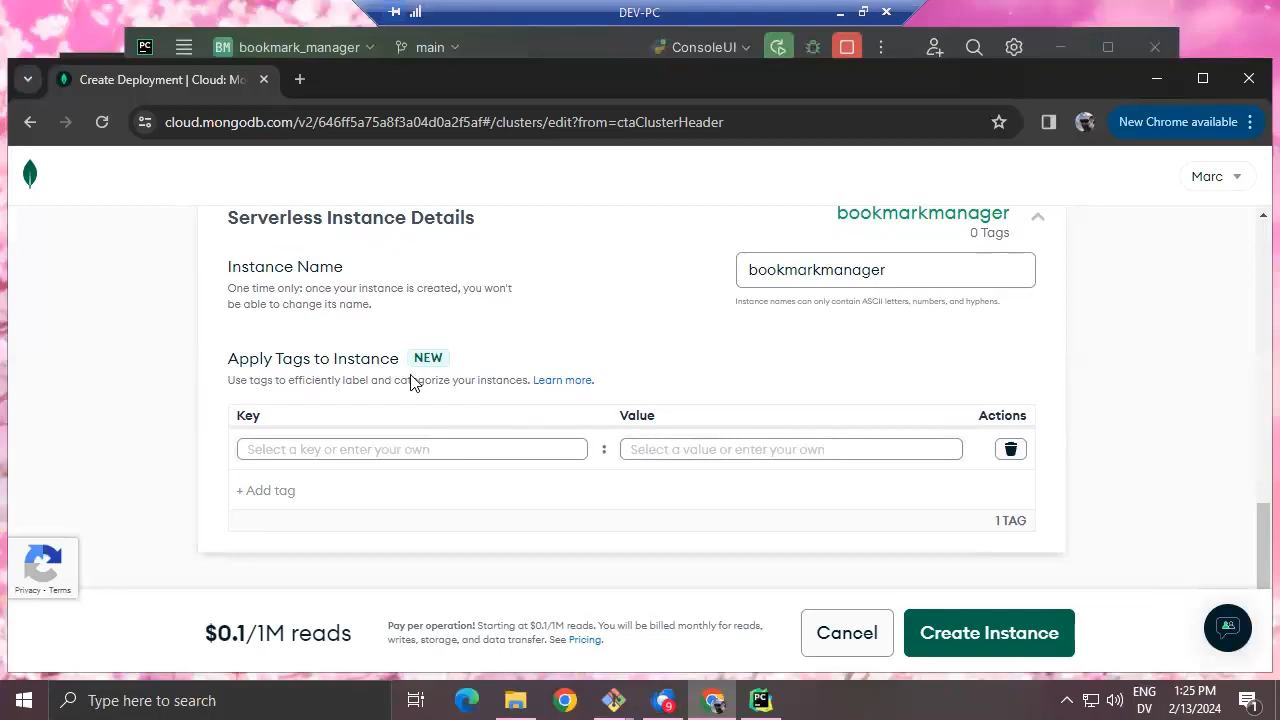 DEV-PC
PC
BM bookmark_manager
main
ConsoleUI
Create Deployment | Cloud: Mo
cloud.mongodb.com/v2/646ff5a75a8f3a04d0a2f5af#/clusters/edit?from=ctaClusterHeader
New Chrome available
Marc
Serverless Instance Details
bookmarkmanager
0 Tags
Instance Name
bookmarkmanager
One time only: once your instance is created, you won't
be able to change its name.
Instance names can only contain ASCII letters, numbers, and hyphens.
Apply Tags to Instance NEW
Use tags to efficiently label and categorize your instances. Learn more.
Key Value Actions
Select a key or enter your own : Select a value or enter your own
+ Add tag
1 TAG
Privacy - Terms
$0.1/1M reads
Pay per operation! Starting at $0.1/1M reads. You will be billed monthly for reads,
writes, storage, and data transfer. See Pricing.
Cancel
Create Instance
Type here to search
9
PC
ENG
DV
1:25 PM
2/13/2024
1